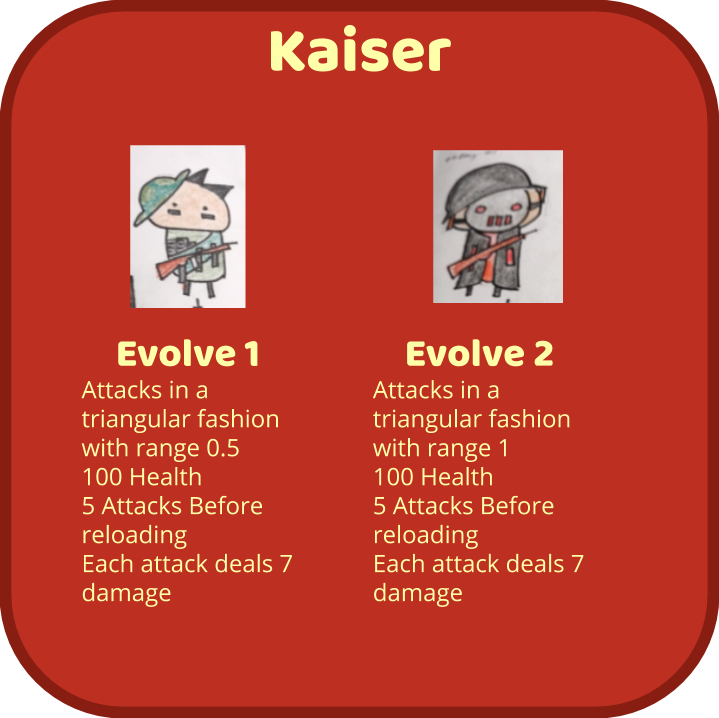 Kaiser
Evolve 1
Attacks in a
triangular fashion
with range 0.5
100 Health
5 Attacks Before
reloading
Each attack deals 7
damage
Evolve 2
Attacks in a
triangular fashion
with range 1
100 Health
5 Attacks Before
reloading
Each attack deals 7
damage